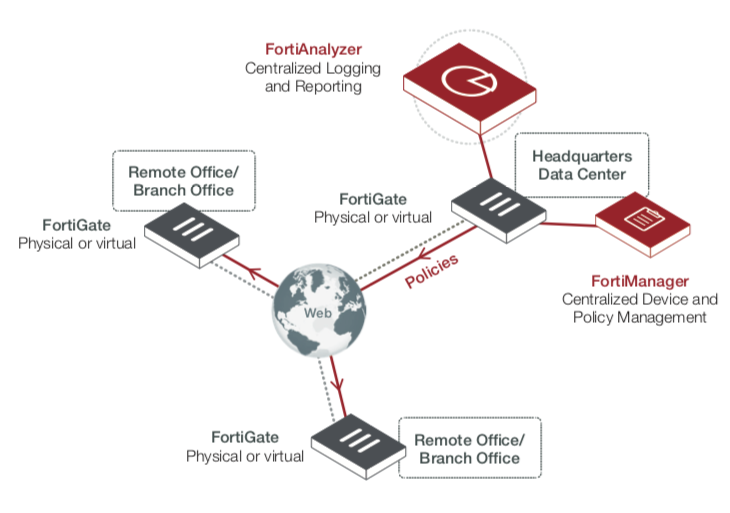 FortiAnalyzer
Centralized Logging
and Reporting
Headquarters
Data Center
Remote Office/
Branch Office
FortiGate
Physical or virtual
FortiGate
Physical or virtual
Policies
FortiManager
Centralized Device and
Policy Management
Web
FortiGate
Physical or virtual
Remote Office/
Branch Office